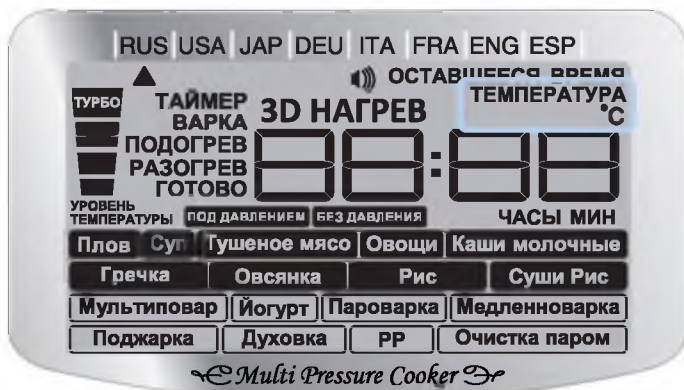 RUS USA JAP DEU ITA FRA ENG ESP
ОСТАВШЕЕСЯ ВРЕМЯ
ТУРБО ТАЙМЕР 3D НАГРЕВ ТЕМПЕРАТУРА
ВАРКА °C
ПОДОГРЕВ
РАЗОГРЕВ
ГОТОВО 88:88
УРОВЕНЬ
ТЕМПЕРАТУРЫ ПОД ДАВЛЕНИЕМ БЕЗ ДАВЛЕНИЯ ЧАСЫ МИН
Плов Суп Тушеное мясо Овощи Каши молочные
Гречка Овсянка Рис Суши Рис
Мультиповар Йогурт Пароварка Медленноварка
Поджарка Духовка РР Очистка паром
Multi Pressure Cooker